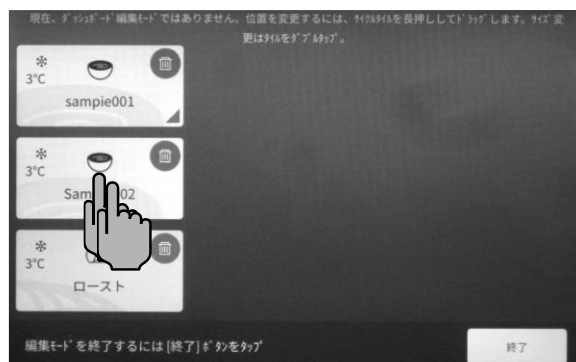 現在、ダッシュボード編集モードではありません。位置を変更するには、サイクルタイルを長押ししてドラッグします。サイズ変
更はタイルをダブルタップ。
3°C
sampie001
3°C
Sam 02
3°C
ロースト
編集モードを終了するには [終了] ボタンをタップ
終了